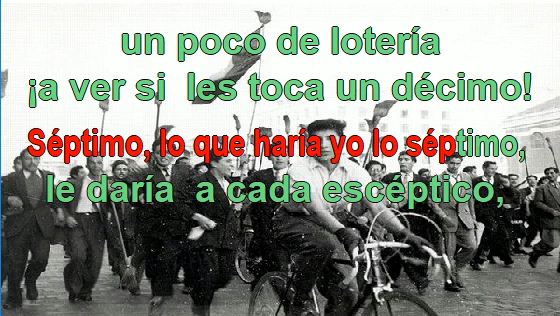 un poco de lotería
¡a ver si les toca un décimo!
Séptimo, lo que haría yo lo séptimo,
le daría a cada escéptico,